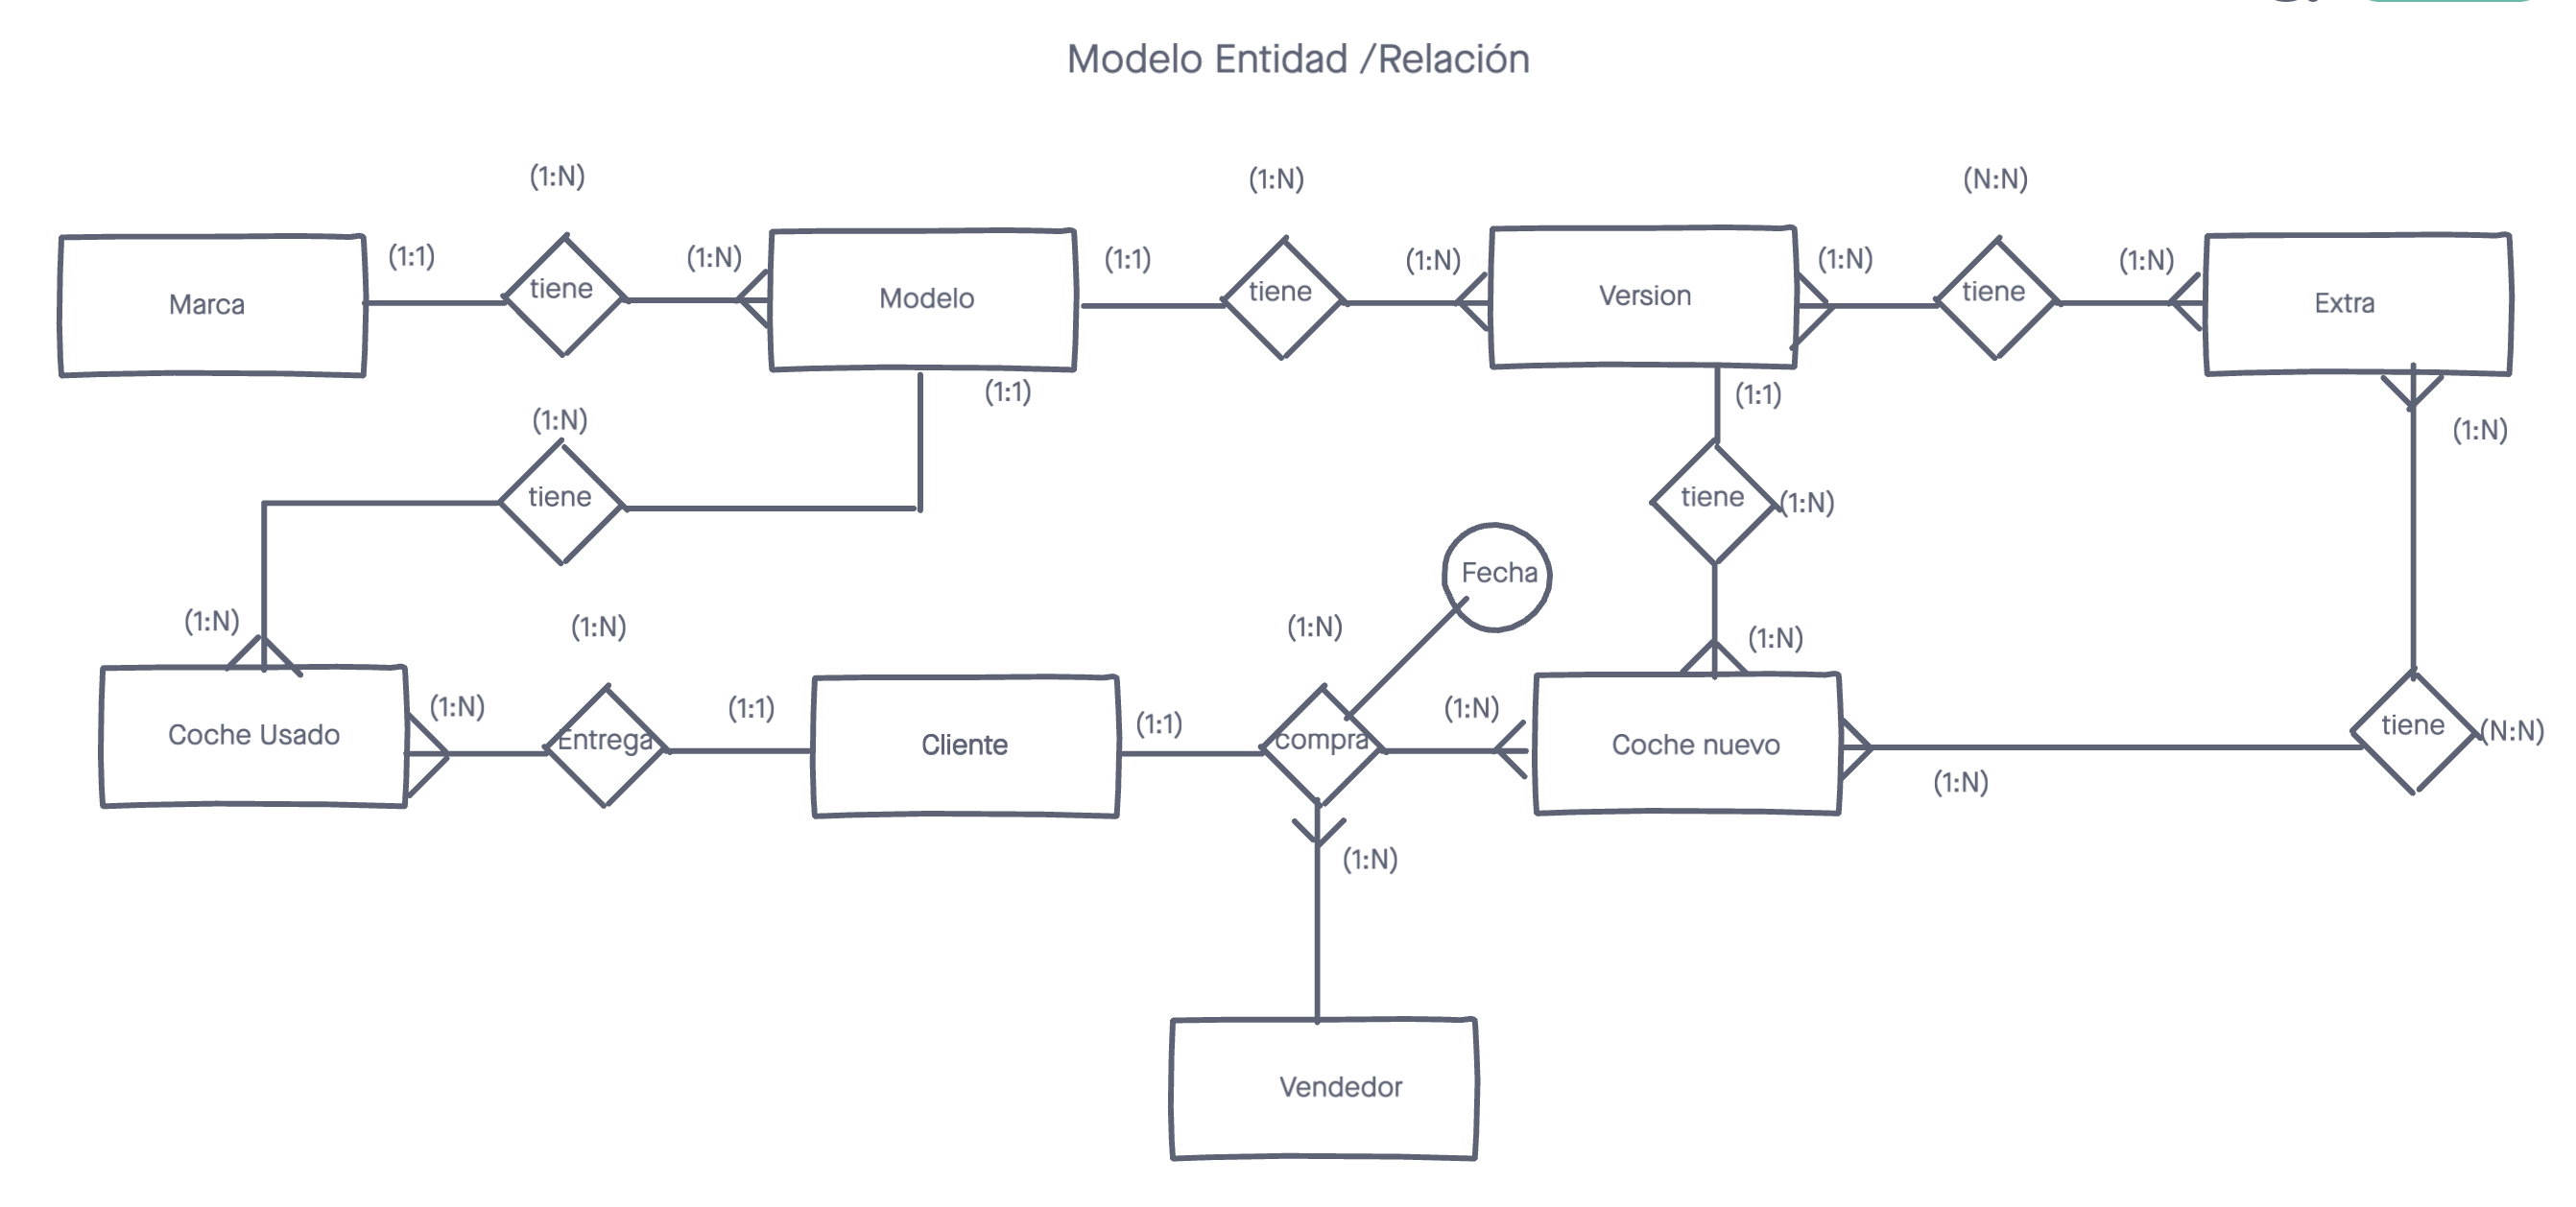 Modelo Entidad /Relación
(1:N)
(1:N)
(N:N)
Marca
(1:1)
tiene
(1:N)
Modelo
(1:1)
tiene
(1:N)
Version
(1:N)
tiene
(1:N)
Extra
(1:1)
(1:1)
(1:N)
(1:N)
tiene
tiene
(1:N)
Fecha
(1:N)
(1:N)
(1:N)
(1:N)
Coche Usado
(1:N)
Entrega
(1:1)
Cliente
(1:1)
compra
(1:N)
Coche nuevo
(1:N)
tiene
(N:N)
(1:N)
Vendedor